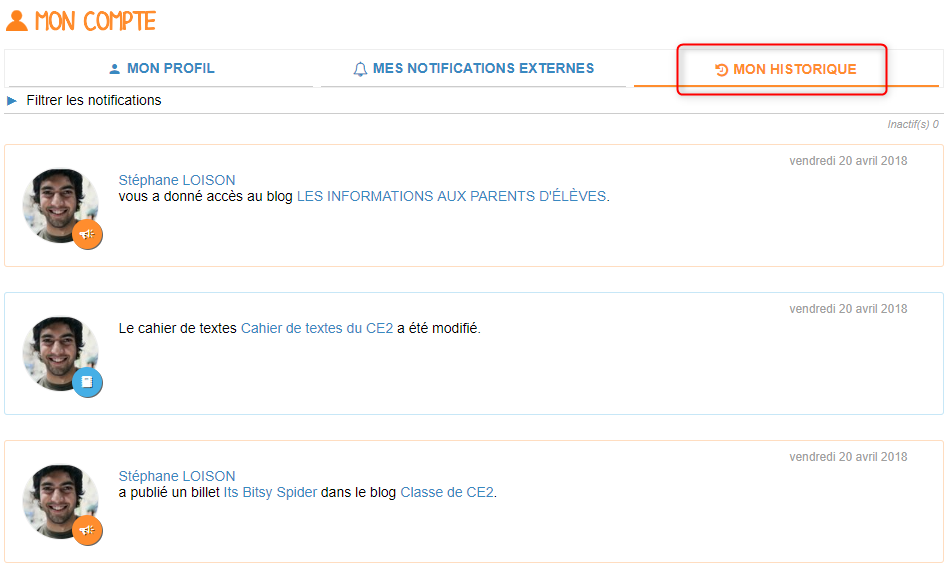 MON COMPTE
MON PROFIL
MES NOTIFICATIONS EXTERNES
MON HISTORIQUE
Filtrer les notifications
Inactif(s) 0
vendredi 20 avril 2018
Stéphane LOISON
vous a donné accès au blog LES INFORMATIONS AUX PARENTS D'ÉLÈVES.
vendredi 20 avril 2018
Le cahier de textes Cahier de textes du CE2 a été modifié.
vendredi 20 avril 2018
Stéphane LOISON
a publié un billet Its Bitsy Spider dans le blog Classe de CE2.